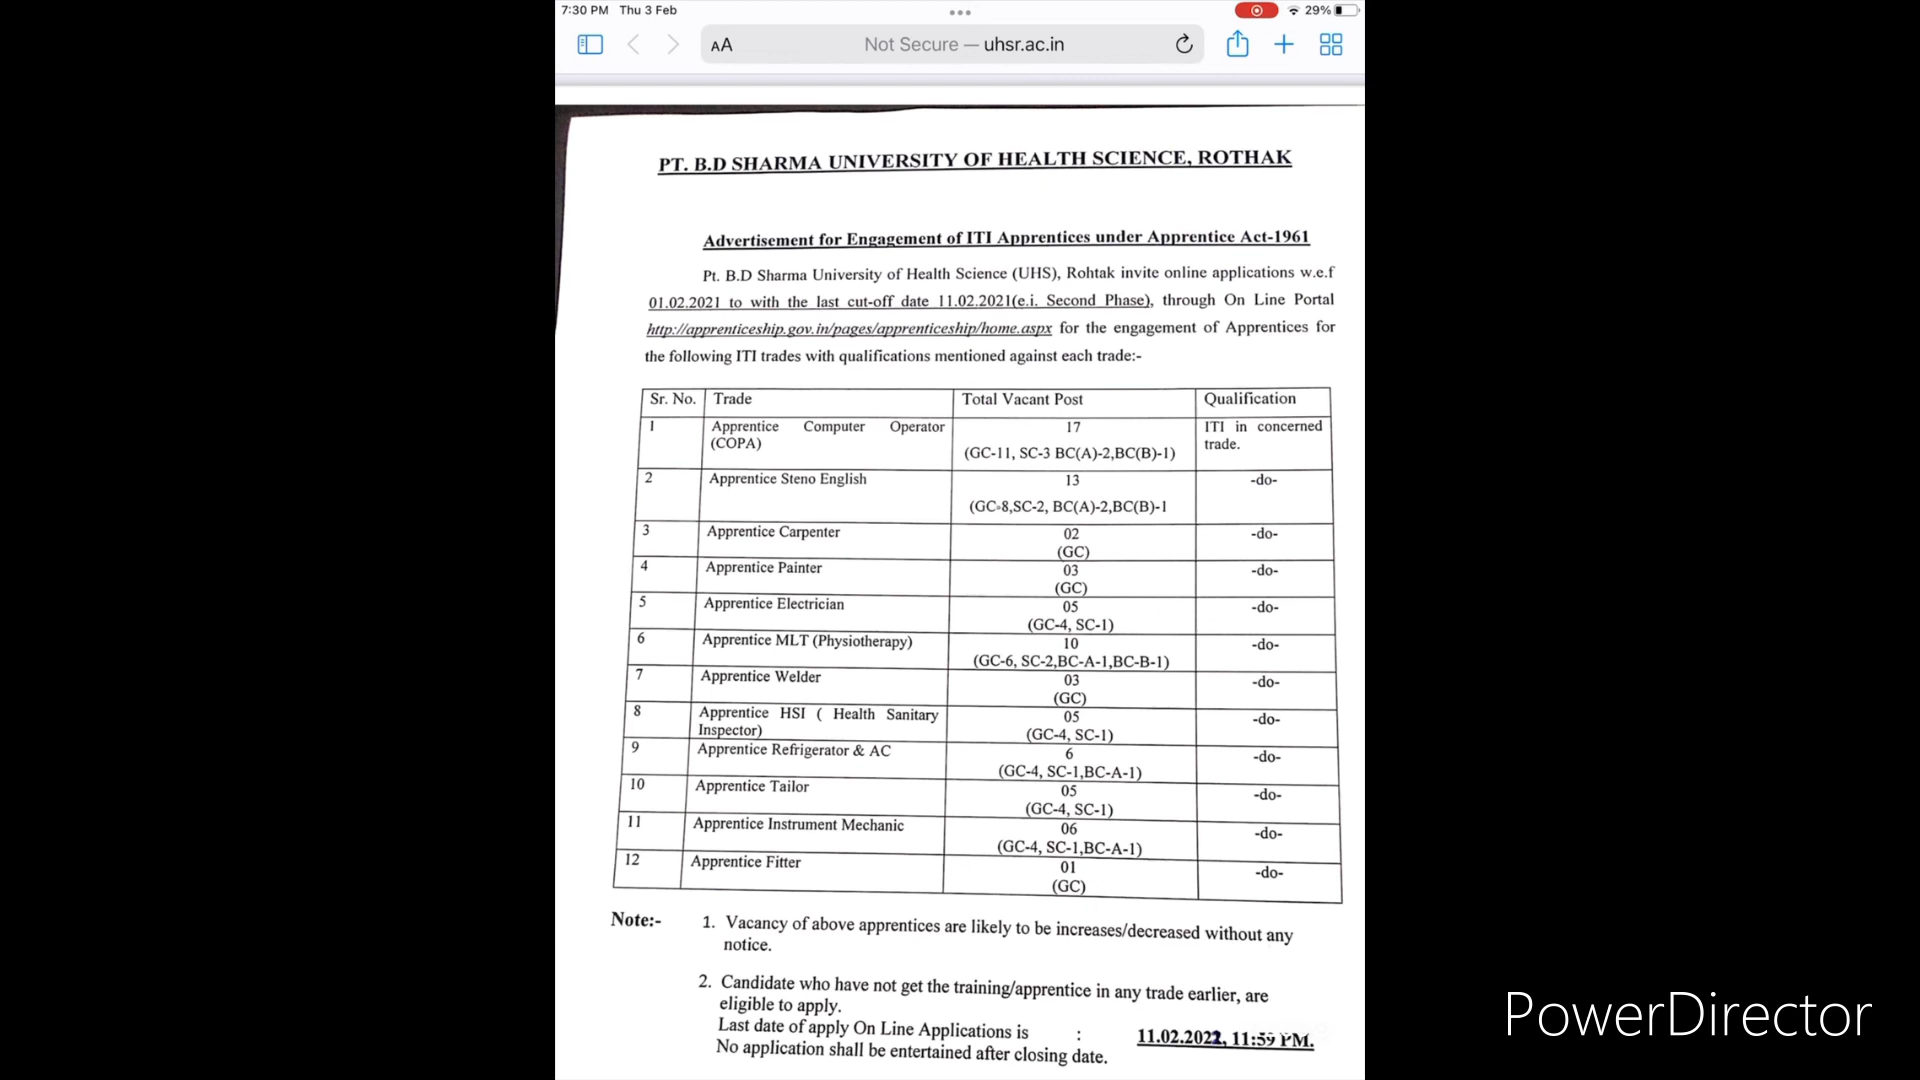 7:30 PM Thu 3 Feb
29%
AA
Not Secure — uhsr.ac.in
PT. B.D SHARMA UNIVERSITY OF HEALTH SCIENCE, ROTHAK
Advertisement for Engagement of ITI Apprentices under Apprentice Act-1961
Pt. B.D Sharma University of Health Science (UHS), Rohtak invite online applications w.e.f
01.02.2021 to with the last cut-off date 11.02.2021(e.i. Second Phase), through On Line Portal
http://apprenticeship.gov.in/pages/apprenticeship/home.aspx for the engagement of Apprentices for
the following ITI trades with qualifications mentioned against each trade:-
Sr. No. Trade Total Vacant Post Qualification
1 Apprentice Computer Operator 17 ITI in concerned
(COPA) trade.
(GC-11, SC-3 BC(A)-2,BC(B)-1)
2 Apprentice Steno English 13 -do-
(GC-8,SC-2, BC(A)-2,BC(B)-1
3 Apprentice Carpenter 02 -do-
(GC)
4 Apprentice Painter 03 -do-
(GC)
5 Apprentice Electrician 05 -do-
(GC-4, SC-1)
6 Apprentice MLT (Physiotherapy) 10 -do-
(GC-6, SC-2,BC-A-1,BC-B-1)
7 Apprentice Welder 03 -do-
(GC)
8 Apprentice HSI ( Health Sanitary 05 -do-
Inspector) (GC-4, SC-1)
9 Apprentice Refrigerator & AC 6 -do-
(GC-4, SC-1,BC-A-1)
10 Apprentice Tailor 05 -do-
(GC-4, SC-1)
11 Apprentice Instrument Mechanic 06 -do-
(GC-4, SC-1,BC-A-1)
12 Apprentice Fitter 01 -do-
(GC)
Note:- 1. Vacancy of above apprentices are likely to be increases/decreased without any
notice.
2. Candidate who have not get the training/apprentice in any trade earlier, are
eligible to apply.
Last date of apply On Line Applications is : 11.02.2022, 11:59 PM.
No application shall be entertained after closing date.
PowerDirector